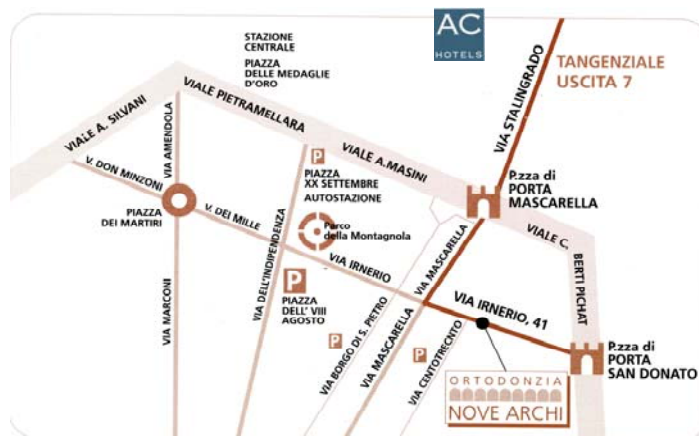 AC
HOTELS
STAZIONE
CENTRALE
PIAZZA
DELLE MEDAGLIE
D'ORO
TANGENZIALE
USCITA 7
VIA STALINGRADO
VIALE A. SILVANI
VIALE PIETRAMELLARA
VIALE A.MASINI
VIA AMENDOLA
V. DON MINZONI
P
PIAZZA
XX SETTEMBRE
AUTOSTAZIONE
P.zza di
PORTA
MASCARELLA
PIAZZA
DEI MARTIRI
V. DEI MILLE
Parco
della Montagnola
VIALE C.
BERTI PICHAT
VIA DELL'INDIPENDENZA
VIA IRNERIO
VIA MASCARELLA
P
PIAZZA
DELL' VIII
AGOSTO
VIA MARCONI
VIA IRNERIO, 41
P
VIA BORGO DI S. PIETRO
VIA MASCARELLA
P
VIA CENTOTRECNTO
P.zza di
PORTA
SAN DONATO
ORTODONZIA
NOVE ARCHI